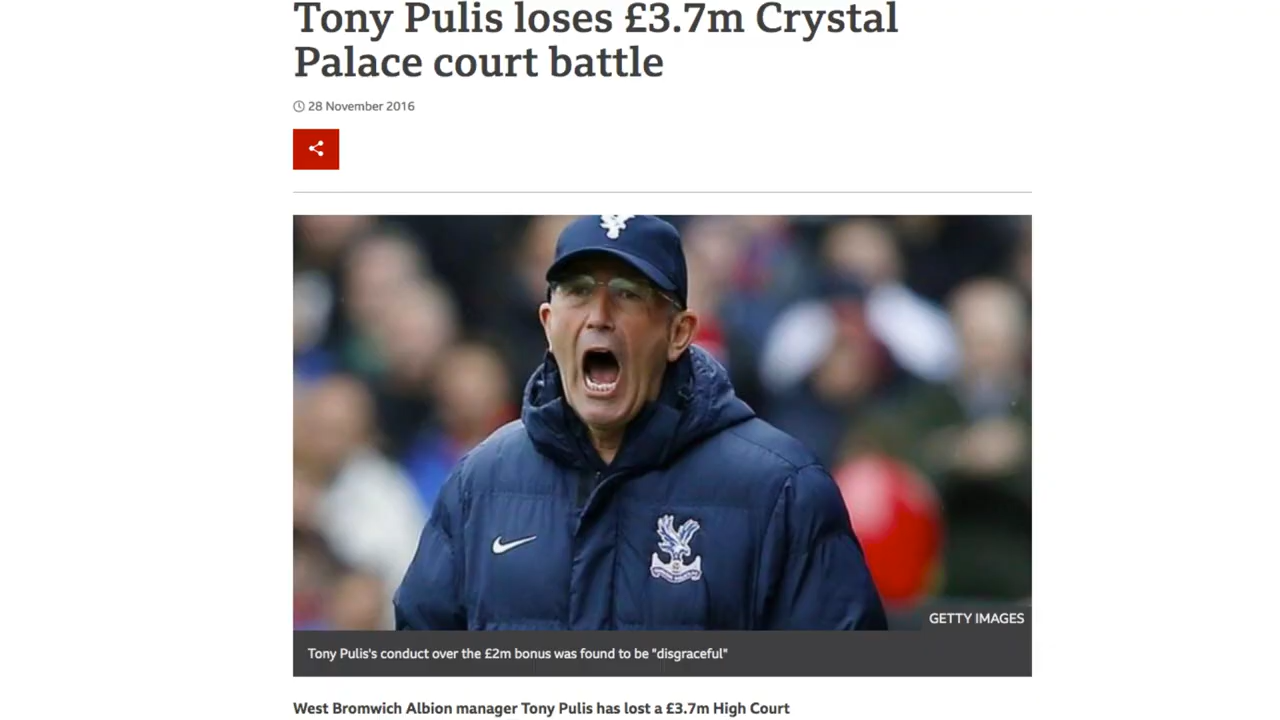 Tony Pulis loses £3.7m Crystal
Palace court battle
28 November 2016
GETTY IMAGES
Tony Pulis's conduct over the £2m bonus was found to be "disgraceful"
West Bromwich Albion manager Tony Pulis has lost a £3.7m High Court